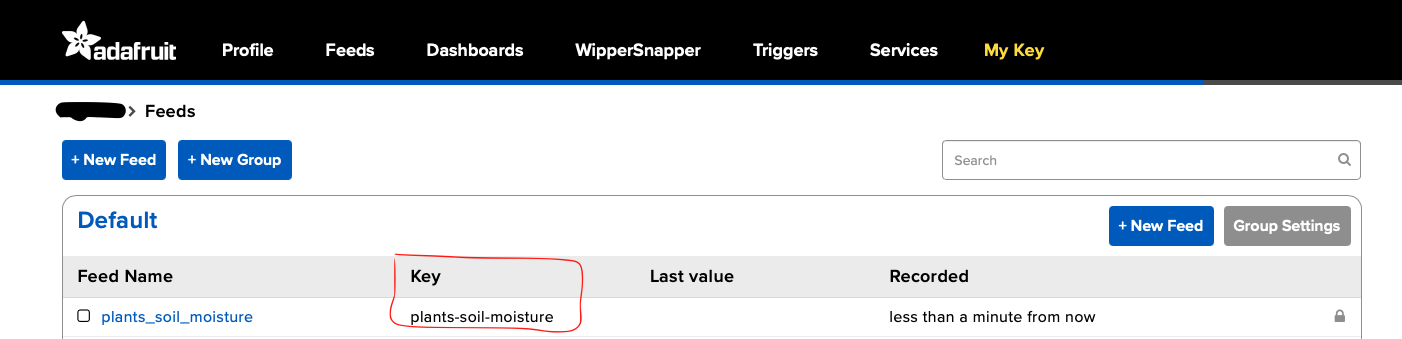 adafruit Profile Feeds Dashboards WipperSnapper Triggers Services My Key
> Feeds
+ New Feed + New Group Search
Default + New Feed Group Settings
Feed Name Key Last value Recorded
plants_soil_moisture plants-soil-moisture less than a minute from now